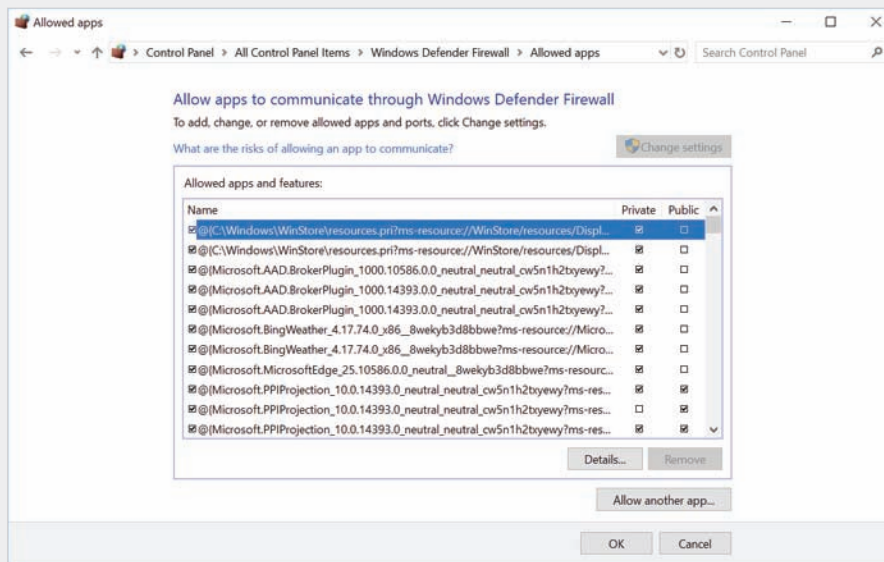 Allowed apps
Control Panel > All Control Panel Items > Windows Defender Firewall > Allowed apps
Search Control Panel
Allow apps to communicate through Windows Defender Firewall
To add, change, or remove allowed apps and ports, click Change settings.
What are the risks of allowing an app to communicate?
Change settings
Allowed apps and features:
Name Private Public
@{C:\Windows\WinStore\resources.pri?ms-resource://WinStore/resources/Displ...
@{C:\Windows\WinStore\resources.pri?ms-resource://WinStore/resources/Displ...
@{Microsoft.AAD.BrokerPlugin_1000.10586.0.0_neutral_neutral_cw5n1h2txyewy?...
@{Microsoft.AAD.BrokerPlugin_1000.14393.0.0_neutral_neutral_cw5n1h2txyewy?...
@{Microsoft.AAD.BrokerPlugin_1000.14393.0.0_neutral_neutral_cw5n1h2txyewy?...
@{Microsoft.BingWeather_4.17.74.0_x86__8wekyb3d8bbwe?ms-resource://Micro...
@{Microsoft.BingWeather_4.17.74.0_x86__8wekyb3d8bbwe?ms-resource://Micro...
@{Microsoft.MicrosoftEdge_25.10586.0.0_neutral__8wekyb3d8bbwe?ms-resourc...
@{Microsoft.PPIProjection_10.0.14393.0_neutral_neutral_cw5n1h2txyewy?ms-res...
@{Microsoft.PPIProjection_10.0.14393.0_neutral_neutral_cw5n1h2txyewy?ms-res...
@{Microsoft.PPIProjection_10.0.14393.0_neutral_neutral_cw5n1h2txyewy?ms-res...
Details... Remove
Allow another app...
OK Cancel